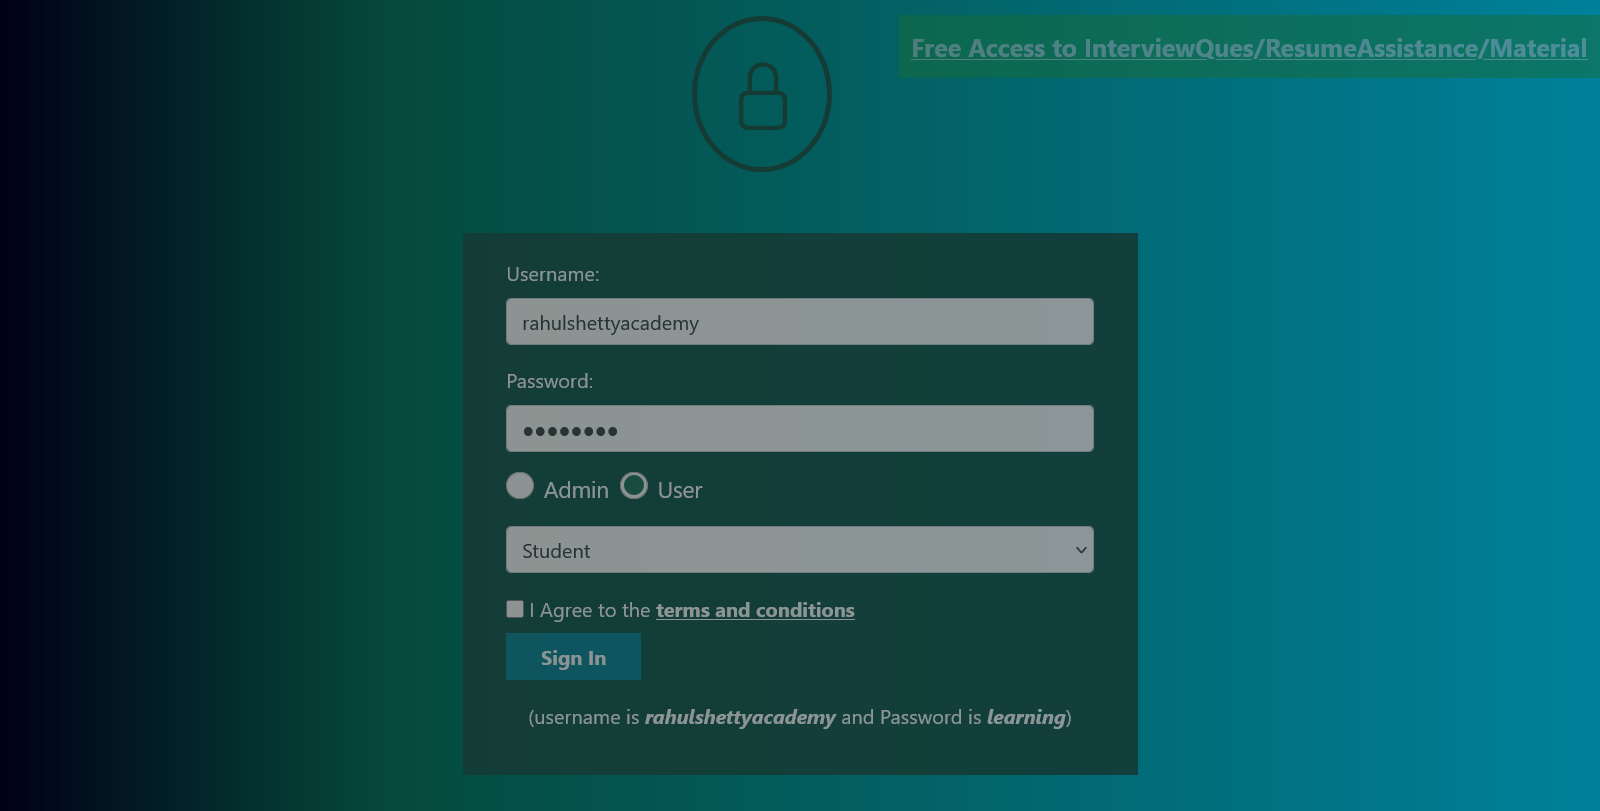 Free Access to InterviewQues/ResumeAssistance/Material
Username:
rahulshettyacademy
Password:
••••••••
Admin User
Student
I Agree to the terms and conditions
Sign In
(username is rahulshettyacademy and Password is learning)